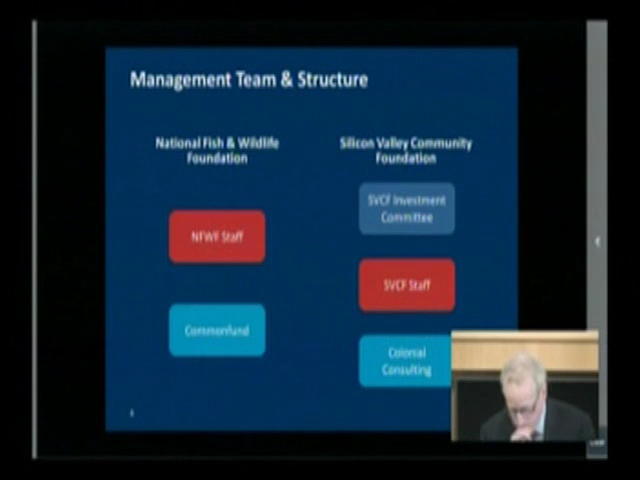 Management Team & Structure
National Fish & Wildlife
Foundation
Silicon Valley Community
Foundation
SVCF Investment
Committee
NFWF Staff
SVCF Staff
Commonfund
Colonial
Consulting